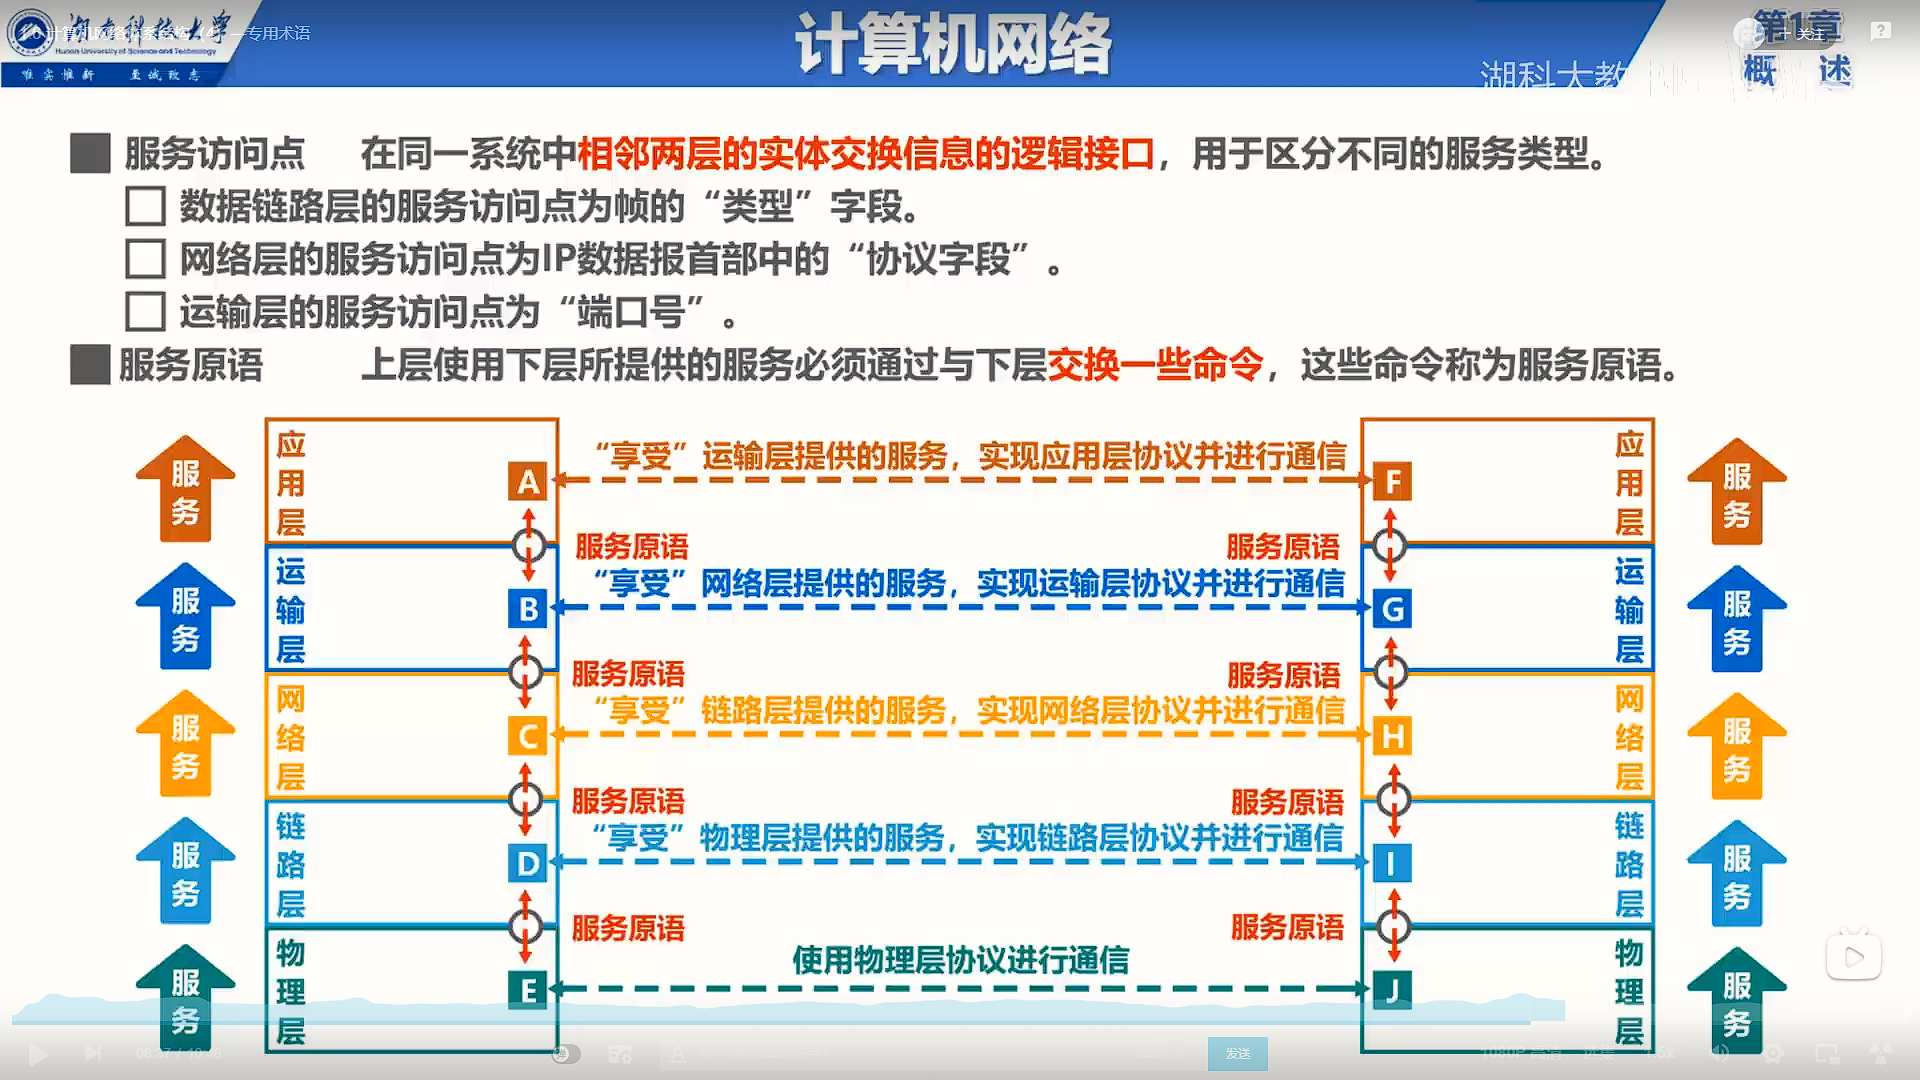 湖南科技大学
Hunan University of Science and Technology
唯实惟新 至诚致志
1.6 计算机网络体系结构（4）—专用术语
计算机网络
第1章
概 述
+ 关注
湖科大教
■ 服务访问点 在同一系统中相邻两层的实体交换信息的逻辑接口，用于区分不同的服务类型。
□ 数据链路层的服务访问点为帧的“类型”字段。
□ 网络层的服务访问点为IP数据报首部中的“协议字段”。
□ 运输层的服务访问点为“端口号”。
■ 服务原语 上层使用下层所提供的服务必须通过与下层交换一些命令，这些命令称为服务原语。
服务 应用层 A “享受”运输层提供的服务，实现应用层协议并进行通信 F 应用层 服务
服务原语 服务原语
服务 运输层 B “享受”网络层提供的服务，实现运输层协议并进行通信 G 运输层 服务
服务原语 服务原语
服务 网络层 C “享受”链路层提供的服务，实现网络层协议并进行通信 H 网络层 服务
服务原语 服务原语
服务 链路层 D “享受”物理层提供的服务，实现链路层协议并进行通信 I 链路层 服务
服务原语 服务原语
服务 物理层 E 使用物理层协议进行通信 J 物理层 服务
08:37 / 10:46 弹 发送 1080P 高清 选集 1.5x